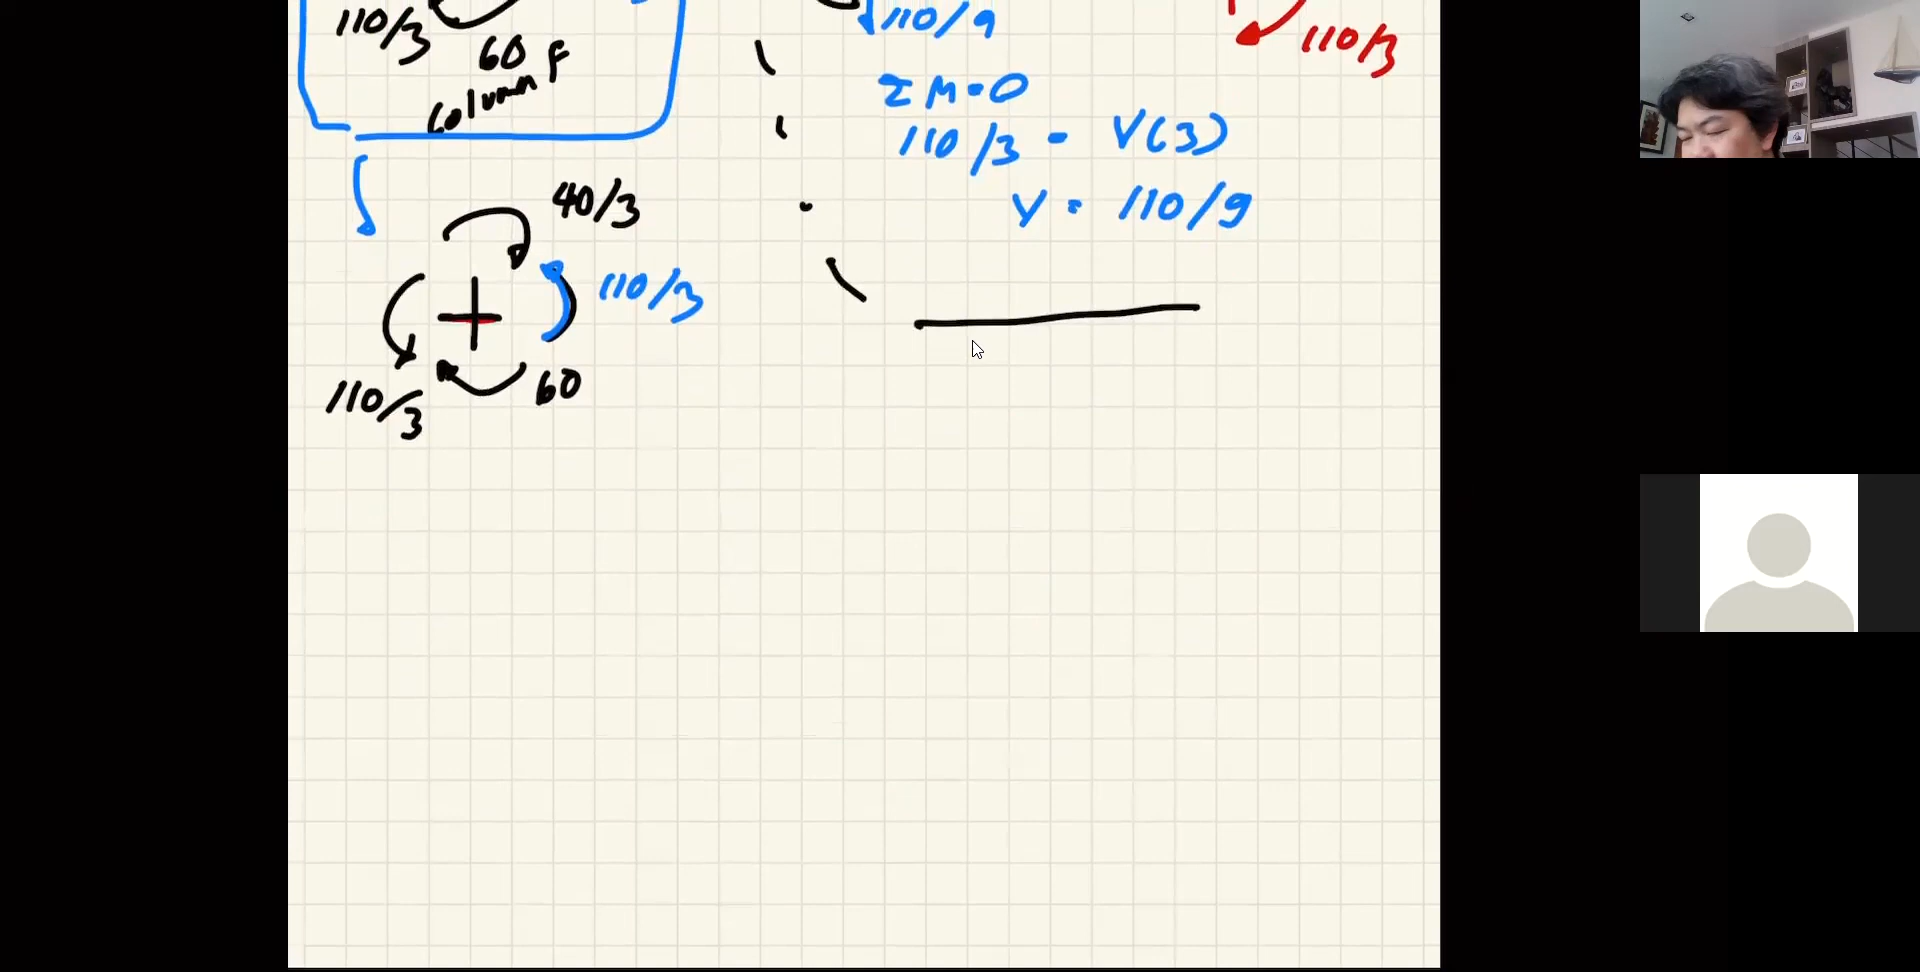 110/3
60 F
column
110/9
110/3
ΣM=0
110/3 = V(3)
V = 110/9
40/3
110/3
110/3
60